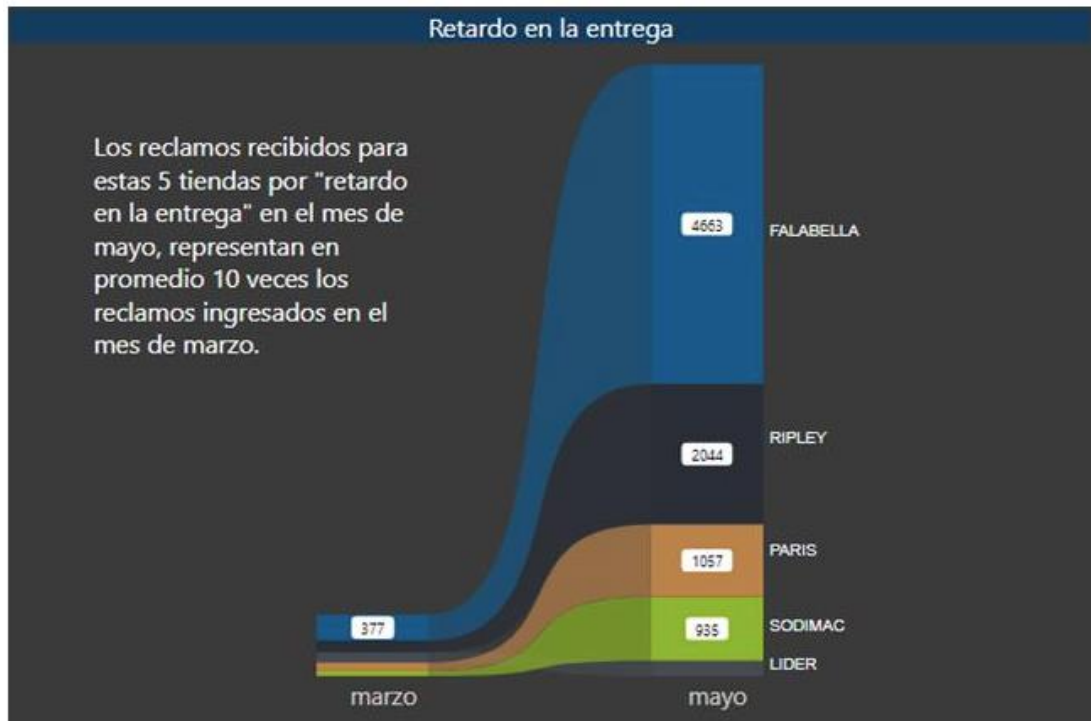 Retardo en la entrega
Los reclamos recibidos para
estas 5 tiendas por "retardo
en la entrega" en el mes de
mayo, representan en
promedio 10 veces los
reclamos ingresados en el
mes de marzo.
4663
FALABELLA
RIPLEY
2044
PARIS
1057
377
935
SODIMAC
LIDER
marzo
mayo